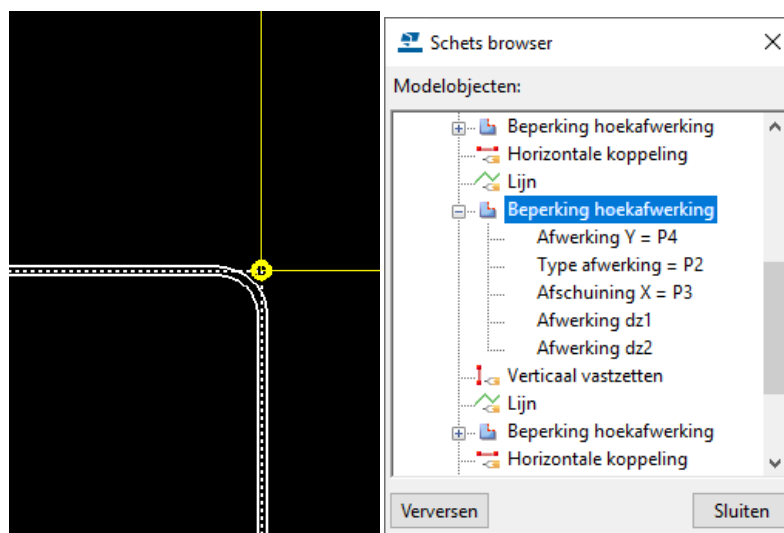 Schets browser
Modelobjecten:
Beperking hoekafwerking
Horizontale koppeling
Lijn
Beperking hoekafwerking
Afwerking Y = P4
Type afwerking = P2
Afschuining X = P3
Afwerking dz1
Afwerking dz2
Verticaal vastzetten
Lijn
Beperking hoekafwerking
Horizontale koppeling
Verversen
Sluiten